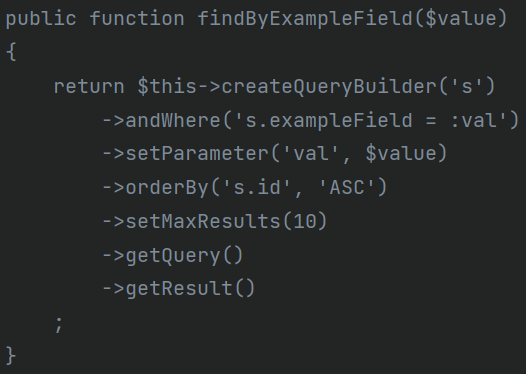 public function findByExampleField($value)
{
    return $this->createQueryBuilder('s')
        ->andWhere('s.exampleField = :val')
        ->setParameter('val', $value)
        ->orderBy('s.id', 'ASC')
        ->setMaxResults(10)
        ->getQuery()
        ->getResult()
    ;
}